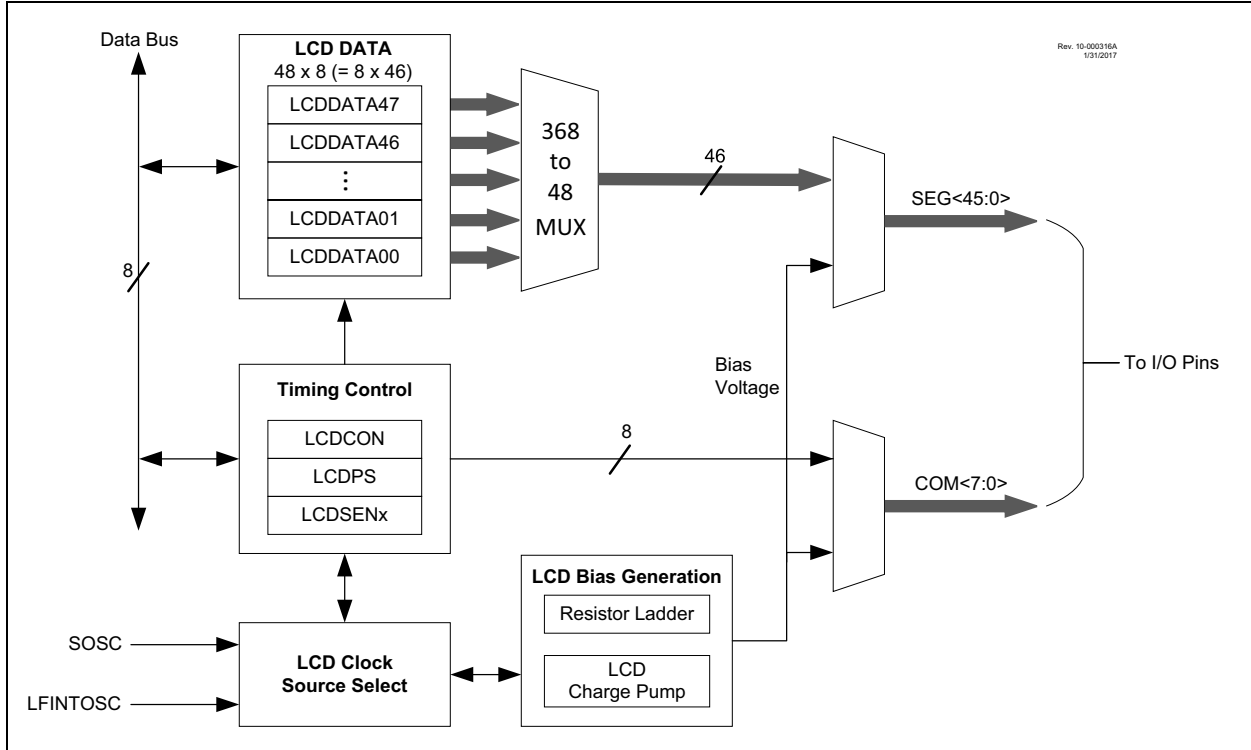 Data Bus
LCD DATA
48 x 8 (= 8 x 46)
LCDDATA47
LCDDATA46
⋮
LCDDATA01
LCDDATA00
368
to
48
MUX
46
SEG<45:0>
Rev. 10-000316A
1/31/2017
8
Timing Control
LCDCON
LCDPS
LCDSENx
8
Bias
Voltage
COM<7:0>
To I/O Pins
SOSC
LFINTOSC
LCD Clock
Source Select
LCD Bias Generation
Resistor Ladder
LCD
Charge Pump